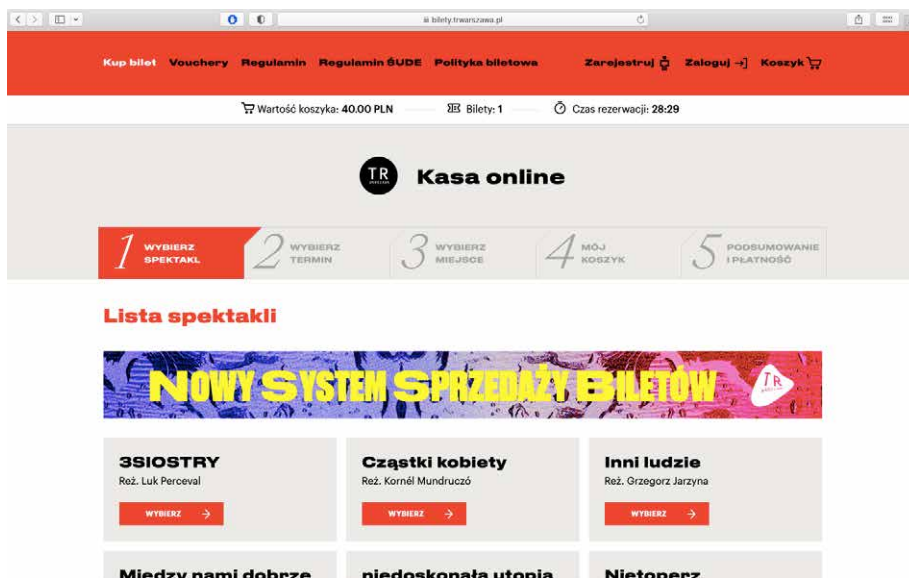 bilety.trwarszawa.pl
Kup bilet Vouchery Regulamin Regulamin ŚUDE Polityka biletowa Zarejestruj Zaloguj Koszyk
Wartość koszyka: 40.00 PLN Bilety: 1 Czas rezerwacji: 28:29
TR Kasa online
1 WYBIERZ SPEKTAKL
2 WYBIERZ TERMIN
3 WYBIERZ MIEJSCE
4 MÓJ KOSZYK
5 PODSUMOWANIE I PŁATNOŚĆ
Lista spektakli
NOWY SYSTEM SPRZEDAŻY BILETÓW TR
3SIOSTRY
Reż. Luk Perceval
WYBIERZ
Cząstki kobiety
Reż. Kornél Mundruczó
WYBIERZ
Inni ludzie
Reż. Grzegorz Jarzyna
WYBIERZ
Między nami dobrze
niedoskonała utopia
Nietoperz